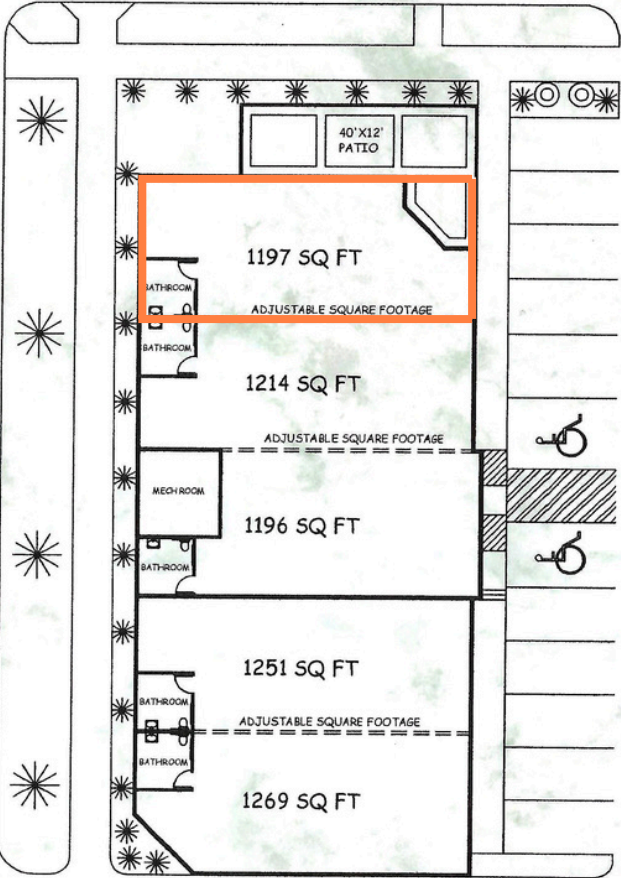 40'X12'
PATIO
1197 SQ FT
BATHROOM
ADJUSTABLE SQUARE FOOTAGE
BATHROOM
1214 SQ FT
ADJUSTABLE SQUARE FOOTAGE
MECH ROOM
1196 SQ FT
BATHROOM
1251 SQ FT
BATHROOM
ADJUSTABLE SQUARE FOOTAGE
BATHROOM
1269 SQ FT